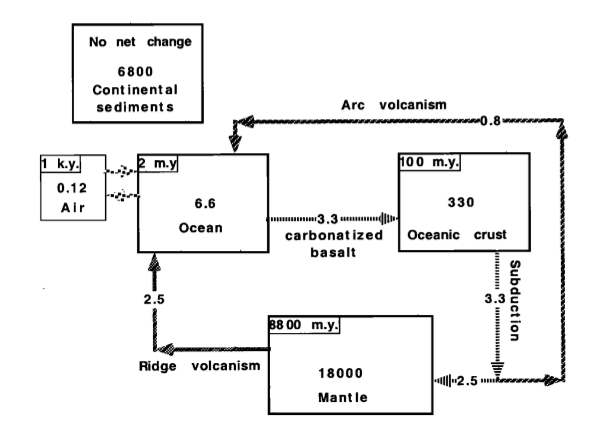 No net change
6800
Continental
sediments
Arc volcanism
0.8
1 k.y.
0.12
Air
2 m.y
6.6
Ocean
3.3
carbonatized
basalt
100 m.y.
330
Oceanic crust
Subduction
3.3
2.5
Ridge volcanism
8800 m.y.
18000
Mantle
2.5